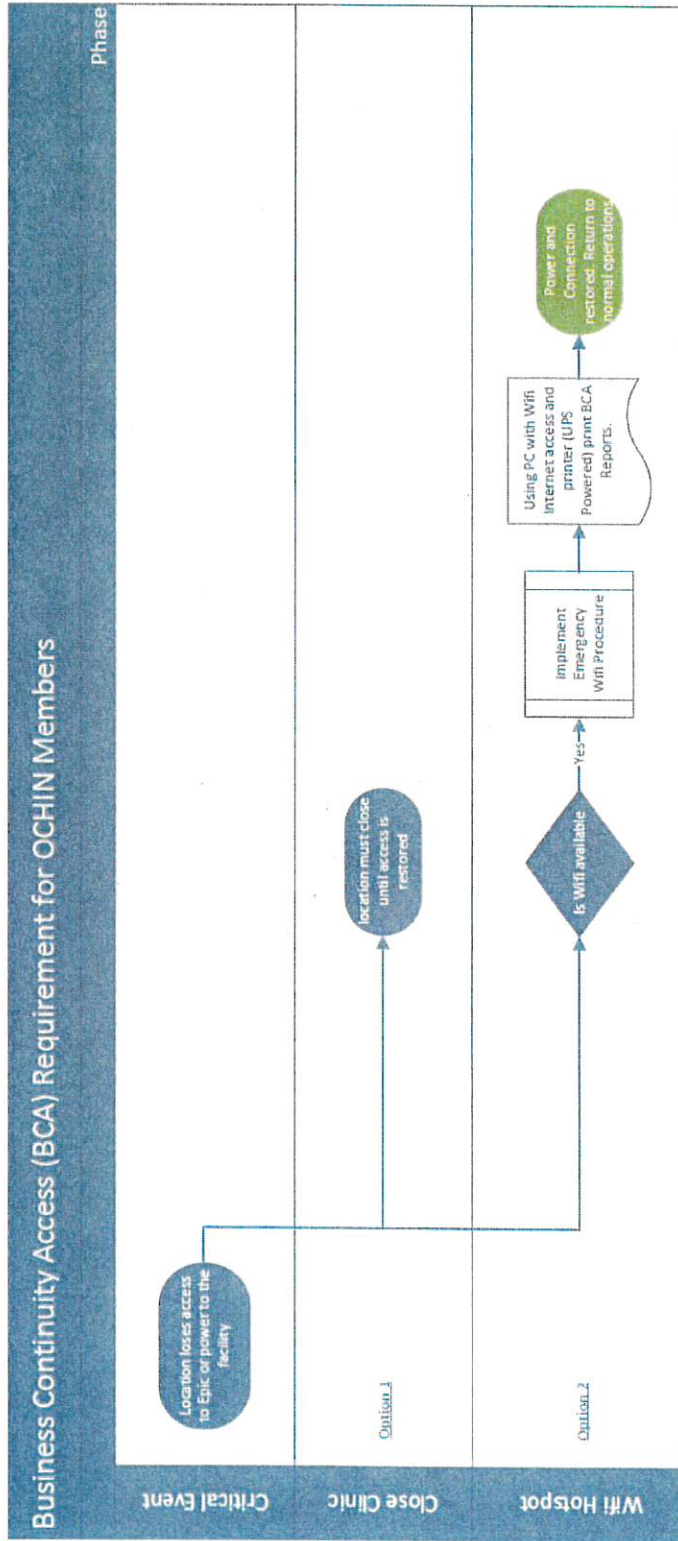 Business Continuity Access (BCA) Requirement for OCHIN Members
Phase
Critical Event
Location loses access
to Epic or power to the
facility
Close Clinic
Option 1
location must close
until access is
restored
Wifi Hotspot
Option 2
Is Wifi available
Yes
Implement
Emergency
Wifi Procedure
Using PC with Wifi
Internet access and
printer (UPS
Powered) print BCA
Reports.
Power and
Connection
restored. Return to
normal operations